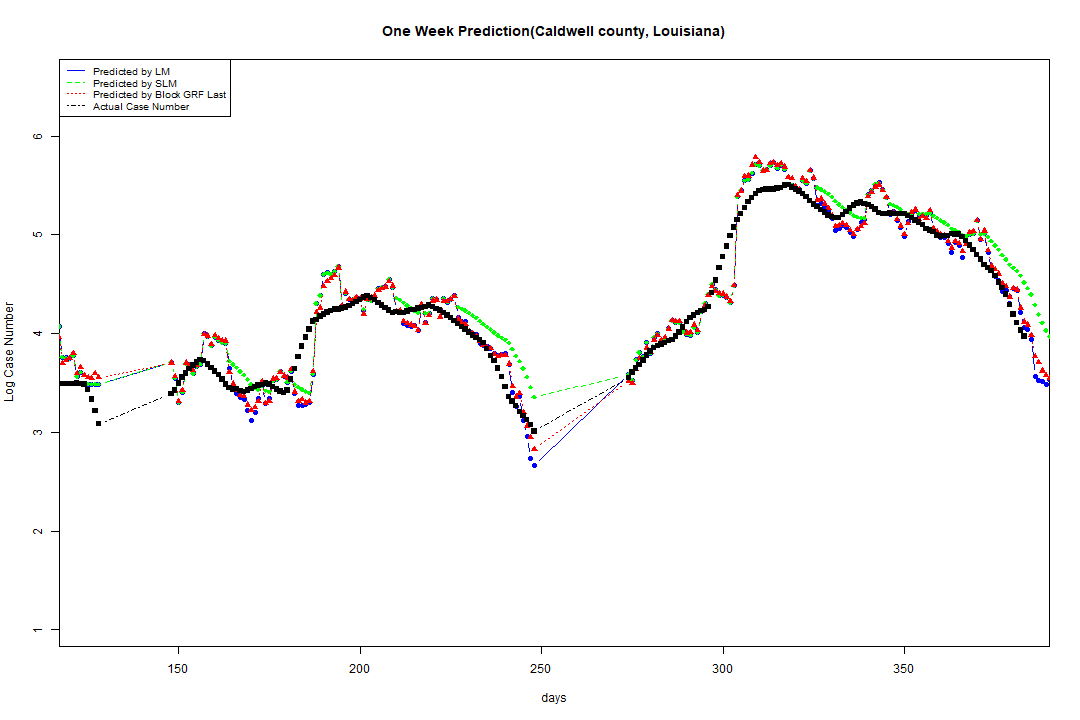 One Week Prediction(Caldwell county, Louisiana)
Predicted by LM
Predicted by SLM
Predicted by Block GRF Last
Actual Case Number
6
5
4
3
2
1
Log Case Number
150 200 250 300 350
days